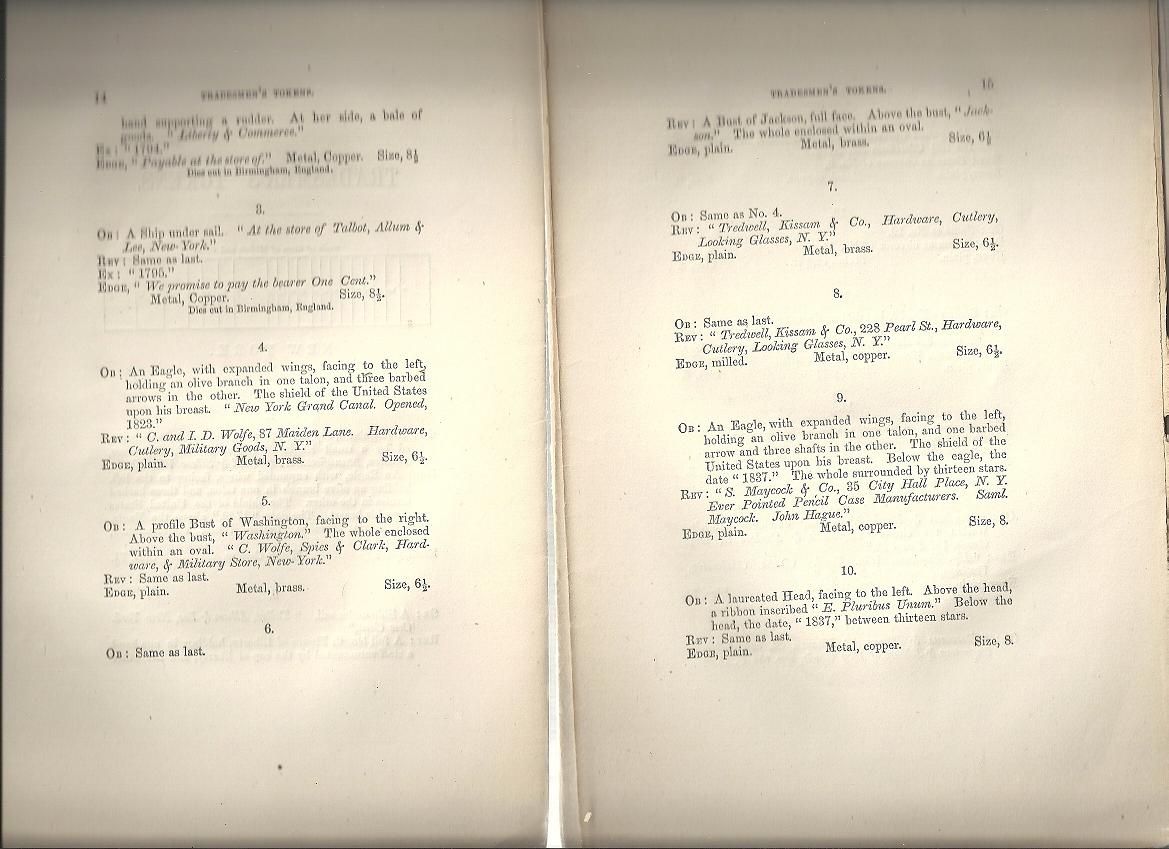 14
TRADESMEN'S TOKENS.
hand supporting a rudder. At her side, a bale of
goods. "Liberty & Commerce."
Ex: "1794."
EDGE, "Payable at the store of." Metal, Copper. Size, 8½
Dies cut in Birmingham, England.
3.
OB: A Ship under sail. "At the store of Talbot, Allum &
Lee, New-York."
REV: Same as last.
EX: "1795."
EDGE, "We promise to pay the bearer One Cent."
Metal, Copper. Size, 8½.
Dies cut in Birmingham, England.
4.
OB: An Eagle, with expanded wings, facing to the left,
holding an olive branch in one talon, and three barbed
arrows in the other. The shield of the United States
upon his breast. "New York Grand Canal. Opened,
1823."
REV: "C. and I. D. Wolfe, 87 Maiden Lane. Hardware,
Cutlery, Military Goods, N. Y."
EDGE, plain. Metal, brass. Size, 6½.
5.
OB: A profile Bust of Washington, facing to the right.
Above the bust, "Washington." The whole enclosed
within an oval. "C. Wolfe, Spies & Clark, Hard-
ware, & Military Store, New-York."
REV: Same as last.
EDGE, plain. Metal, brass. Size, 6½.
6.
OB: Same as last.
TRADESMEN'S TOKENS.
15
REV: A Bust of Jackson, full face. Above the bust, "Jack-
son." The whole enclosed within an oval.
EDGE, plain. Metal, brass. Size, 6½
7.
OB: Same as No. 4.
REV: "Tredwell, Kissam & Co., Hardware, Cutlery,
Looking Glasses, N. Y."
EDGE, plain. Metal, brass. Size, 6½.
8.
OB: Same as last.
REV: "Tredwell, Kissam & Co., 228 Pearl St., Hardware,
Cutlery, Looking Glasses, N. Y."
EDGE, milled. Metal, copper. Size, 6½.
9.
OB: An Eagle, with expanded wings, facing to the left,
holding an olive branch in one talon, and one barbed
arrow and three shafts in the other. The shield of the
United States upon his breast. Below the eagle, the
date "1837." The whole surrounded by thirteen stars.
REV: "S. Maycock & Co., 35 City Hall Place, N. Y.
Ever Pointed Pencil Case Manufacturers. Saml.
Maycock. John Hague."
EDGE, plain. Metal, copper. Size, 8.
10.
OB: A laureated Head, facing to the left. Above the head,
a ribbon inscribed "E. Pluribus Unum." Below the
head, the date, "1837," between thirteen stars.
REV: Same as last.
EDGE, plain. Metal, copper. Size, 8.